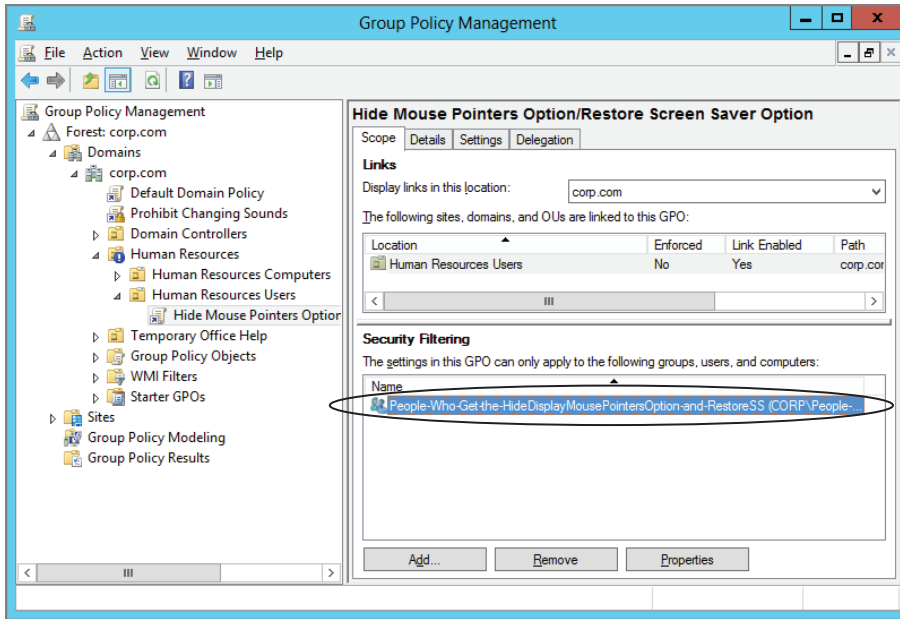 Group Policy Management
File Action View Window Help
Group Policy Management
Forest: corp.com
Domains
corp.com
Default Domain Policy
Prohibit Changing Sounds
Domain Controllers
Human Resources
Human Resources Computers
Human Resources Users
Hide Mouse Pointers Option
Temporary Office Help
Group Policy Objects
WMI Filters
Starter GPOs
Sites
Group Policy Modeling
Group Policy Results
Hide Mouse Pointers Option/Restore Screen Saver Option
Scope Details Settings Delegation
Links
Display links in this location: corp.com
The following sites, domains, and OUs are linked to this GPO:
Location Enforced Link Enabled Path
Human Resources Users No Yes corp.cor
Security Filtering
The settings in this GPO can only apply to the following groups, users, and computers:
Name
People-Who-Get-the-HideDisplayMousePointersOption-and-RestoreSS (CORP\People-...
Add... Remove Properties